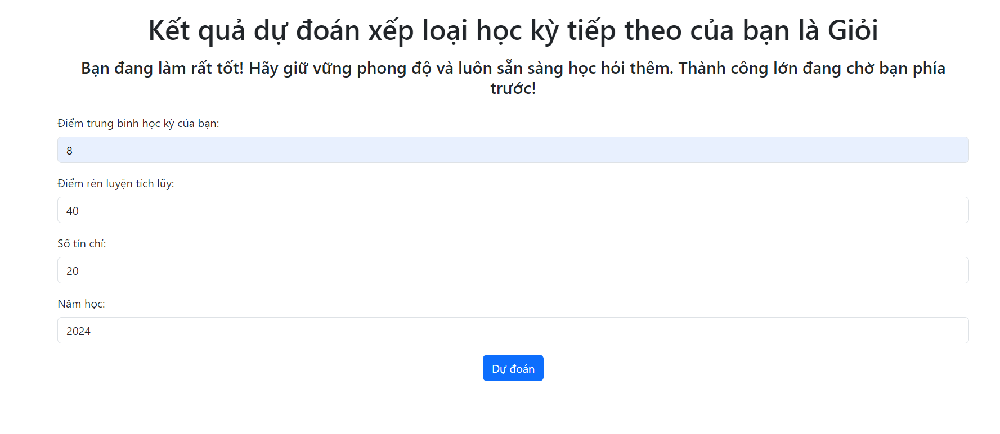 Kết quả dự đoán xếp loại học kỳ tiếp theo của bạn là Giỏi
Bạn đang làm rất tốt! Hãy giữ vững phong độ và luôn sẵn sàng học hỏi thêm. Thành công lớn đang chờ bạn phía
trước!
Điểm trung bình học kỳ của bạn:
8
Điểm rèn luyện tích lũy:
40
Số tín chỉ:
20
Năm học:
2024
Dự đoán